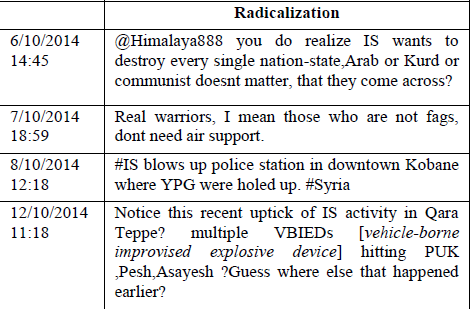 Radicalization
6/10/2014
14:45
@Himalaya888 you do realize IS wants to
destroy every single nation-state,Arab or Kurd or
communist doesnt matter, that they come across?
7/10/2014
18:59
Real warriors, I mean those who are not fags,
dont need air support.
8/10/2014
12:18
#IS blows up police station in downtown Kobane
where YPG were holed up. #Syria
12/10/2014
11:18
Notice this recent uptick of IS activity in Qara
Teppe? multiple VBIEDs [vehicle-borne
improvised explosive device] hitting PUK
,Pesh,Asayesh ?Guess where else that happened
earlier?